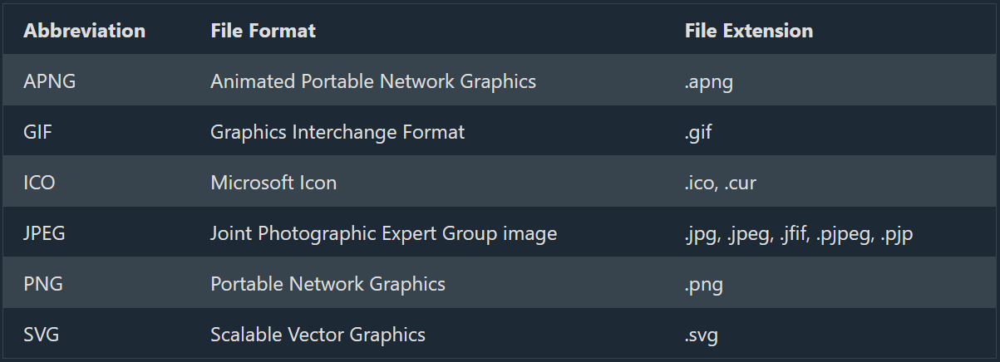 Abbreviation File Format File Extension
APNG Animated Portable Network Graphics .apng
GIF Graphics Interchange Format .gif
ICO Microsoft Icon .ico, .cur
JPEG Joint Photographic Expert Group image .jpg, .jpeg, .jfif, .pjpeg, .pjp
PNG Portable Network Graphics .png
SVG Scalable Vector Graphics .svg